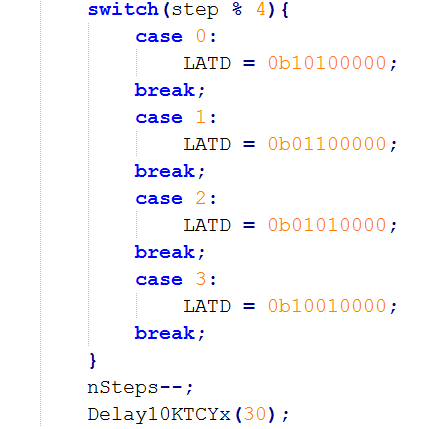 switch(step % 4){
case 0:
LATD = 0b10100000;
break;
case 1:
LATD = 0b01100000;
break;
case 2:
LATD = 0b01010000;
break;
case 3:
LATD = 0b10010000;
break;
}
nSteps--;
Delay10KTCYx(30);